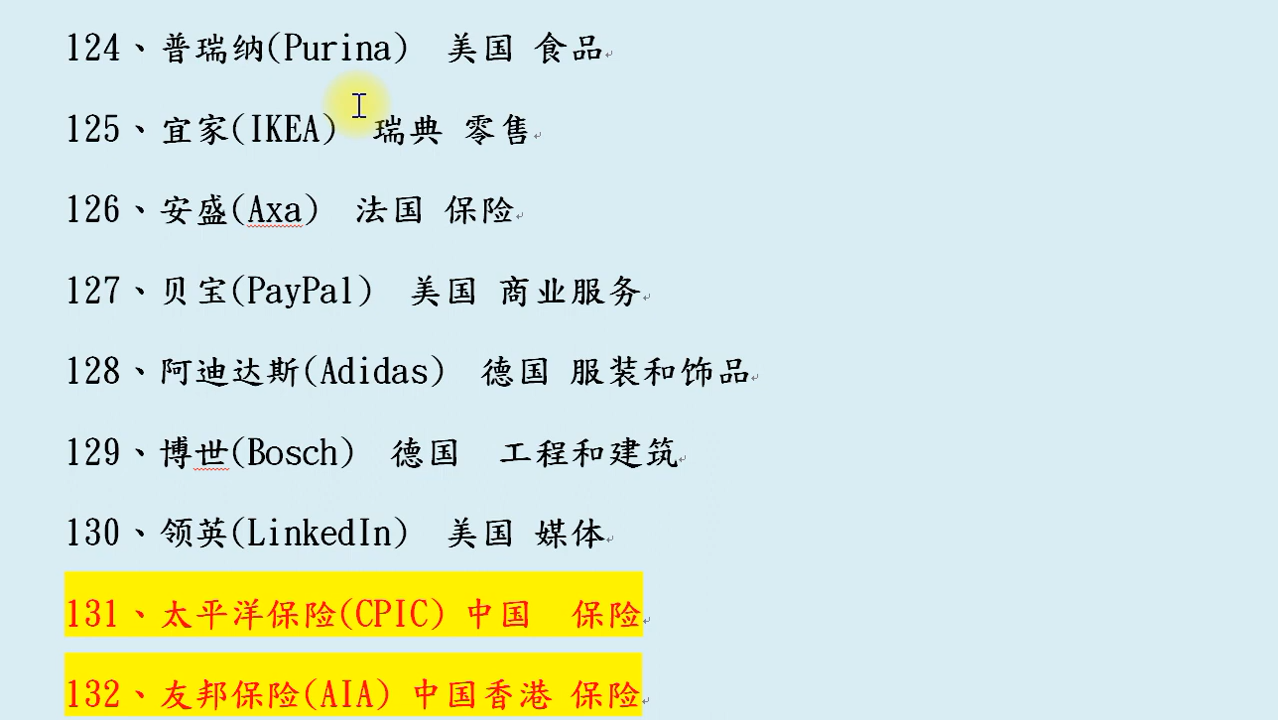 124、普瑞纳(Purina) 美国 食品
125、宜家(IKEA) 瑞典 零售
126、安盛(Axa) 法国 保险
127、贝宝(PayPal) 美国 商业服务
128、阿迪达斯(Adidas) 德国 服装和饰品
129、博世(Bosch) 德国 工程和建筑
130、领英(LinkedIn) 美国 媒体
131、太平洋保险(CPIC) 中国 保险
132、友邦保险(AIA) 中国香港 保险